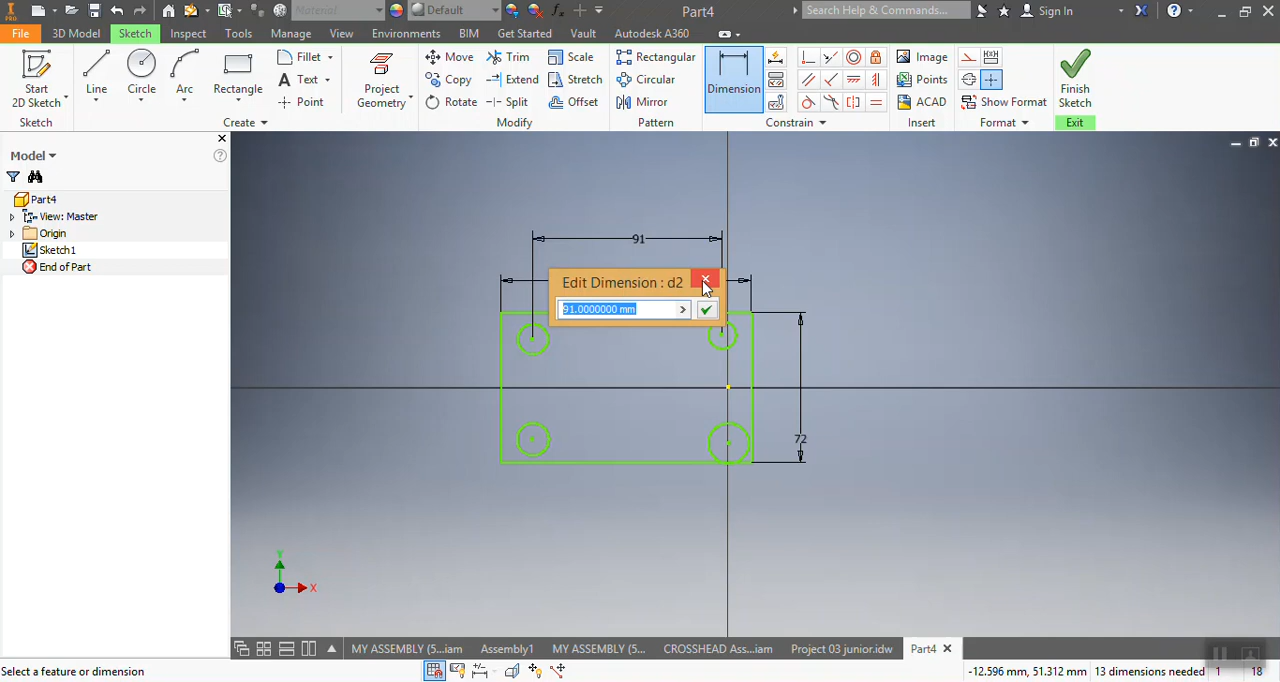 PRO
Material
Default
Part4
Search Help & Commands...
Sign In
File
3D Model
Sketch
Inspect
Tools
Manage
View
Environments
BIM
Get Started
Vault
Autodesk A360
Start
2D Sketch
Line
Circle
Arc
Rectangle
Fillet
Text
Point
Project
Geometry
Move
Copy
Rotate
Trim
Extend
Split
Scale
Stretch
Offset
Rectangular
Circular
Mirror
Dimension
Image
Points
ACAD
Show Format
Finish
Sketch
Sketch
Create
Modify
Pattern
Constrain
Insert
Format
Exit
Model
Part4
View: Master
Origin
Sketch1
End of Part
91
Edit Dimension : d2
91.0000000 mm
72
Y
X
MY ASSEMBLY (5...iam
Assembly1
MY ASSEMBLY (5...iam
CROSSHEAD Ass...iam
Project 03 junior.idw
Part4
Select a feature or dimension
-12.596 mm, 51.312 mm
13 dimensions needed
1
18